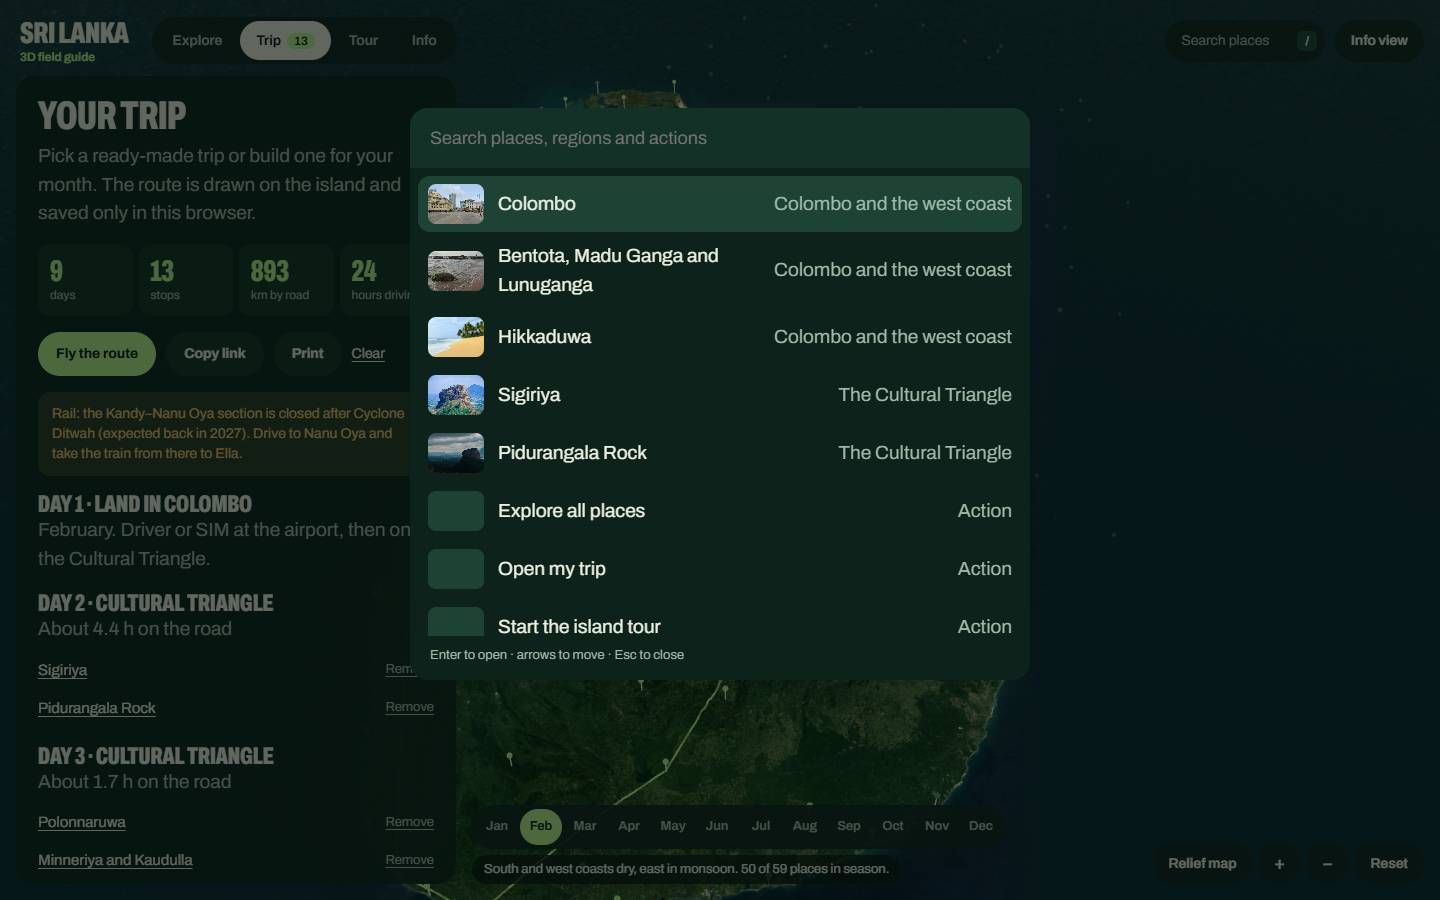 SRI LANKA
3D field guide
Explore
Trip 13
Tour
Info
Search places /
Info view
YOUR TRIP
Pick a ready-made trip or build one for your
month. The route is drawn on the island and
saved only in this browser.
9
days
13
stops
893
km by road
24
hours
Fly the route
Copy link
Print
Clear
Rail: the Kandy–Nanu Oya section is closed after Cyclone
Ditwah (expected back in 2027). Drive to Nanu Oya and
take the train from there to Ella.
DAY 1 · LAND IN COLOMBO
February. Driver or SIM at the airport, then on
the Cultural Triangle.
DAY 2 · CULTURAL TRIANGLE
About 4.4 h on the road
Sigiriya
Pidurangala Rock Remove
DAY 3 · CULTURAL TRIANGLE
About 1.7 h on the road
Polonnaruwa Remove
Minneriya and Kaudulla Remove
Search places, regions and actions
Colombo Colombo and the west coast
Bentota, Madu Ganga and
Lunuganga Colombo and the west coast
Hikkaduwa Colombo and the west coast
Sigiriya The Cultural Triangle
Pidurangala Rock The Cultural Triangle
Explore all places Action
Open my trip Action
Start the island tour Action
Enter to open · arrows to move · Esc to close
Jan Feb Mar Apr May Jun Jul Aug Sep Oct Nov Dec
South and west coasts dry, east in monsoon. 50 of 59 places in season.
Relief map + − Reset